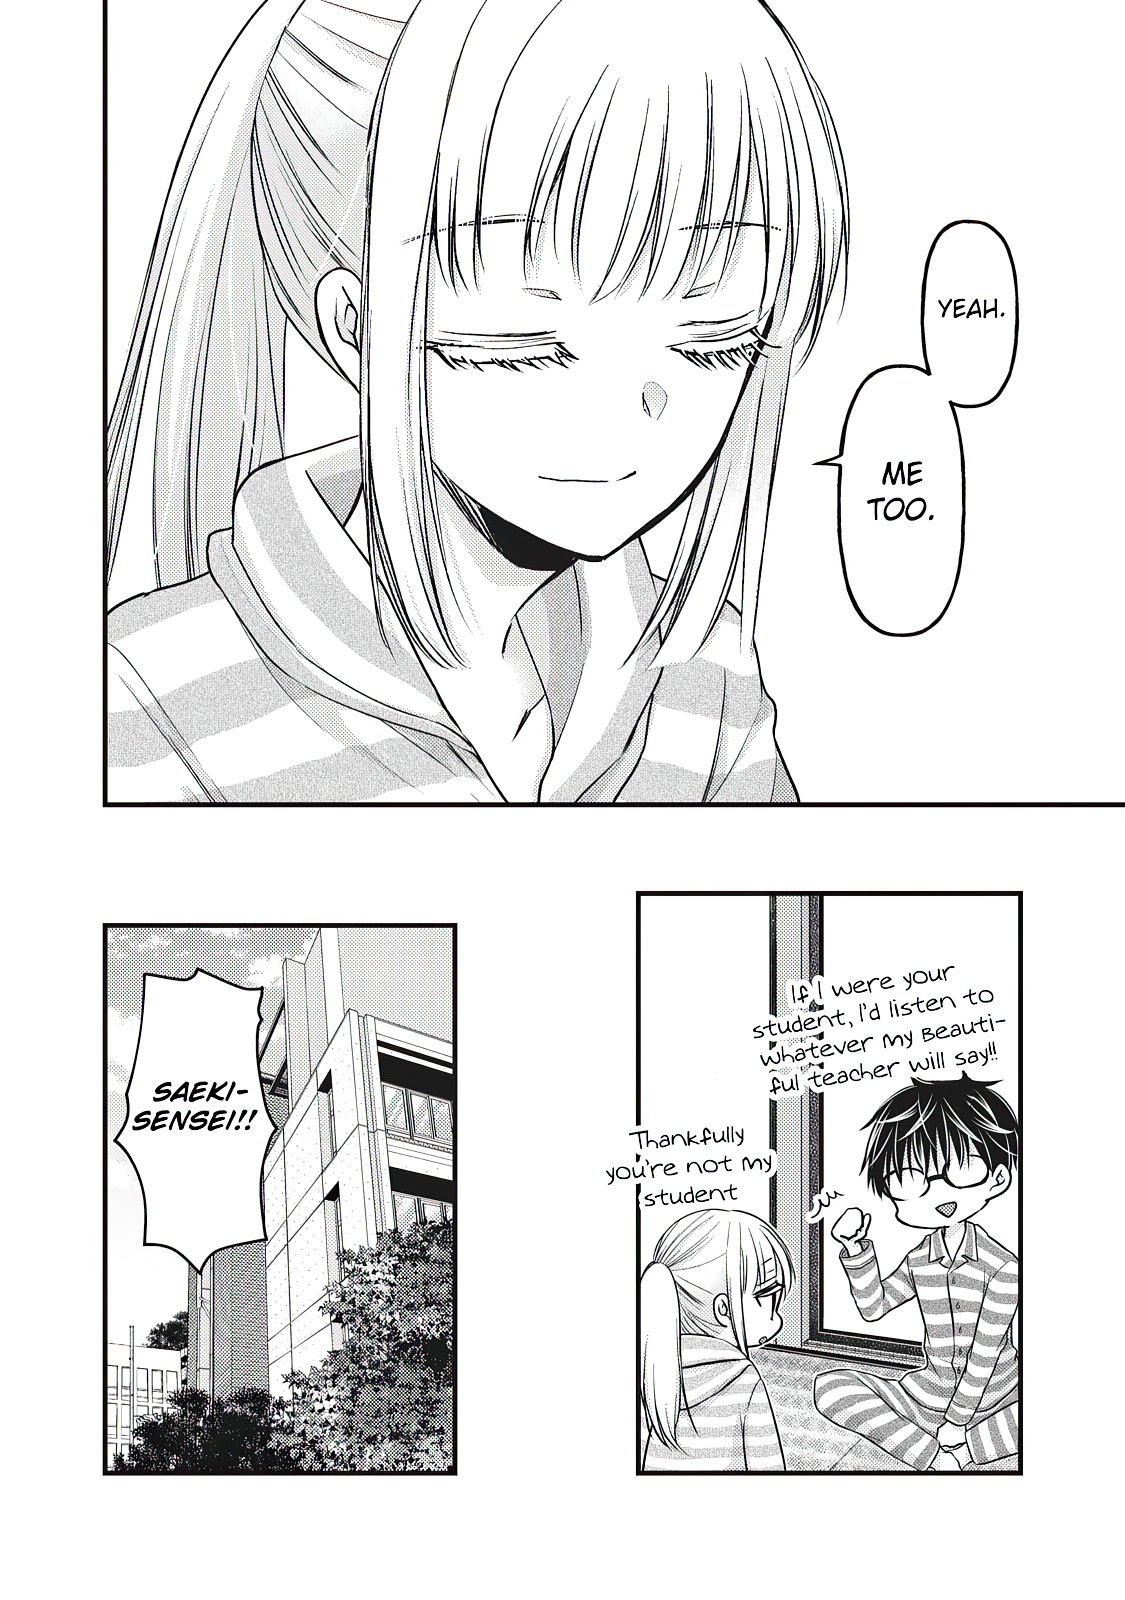 YEAH.
ME
TOO.
If I were your
student, I'd listen to
whatever my Beauti-
ful teacher will say!!
Thankfully
you're not my
student
SAEKI-
SENSEI!!